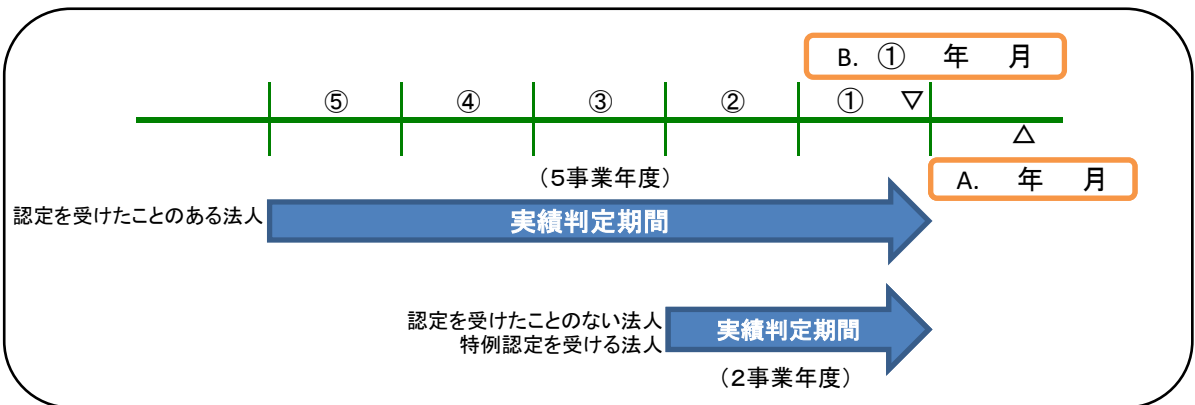 B. ① 年 月
⑤ ④ ③ ② ① ▽
△
(5事業年度)
A. 年 月
認定を受けたことのある法人
実績判定期間
認定を受けたことのない法人
特例認定を受ける法人
実績判定期間
(2事業年度)